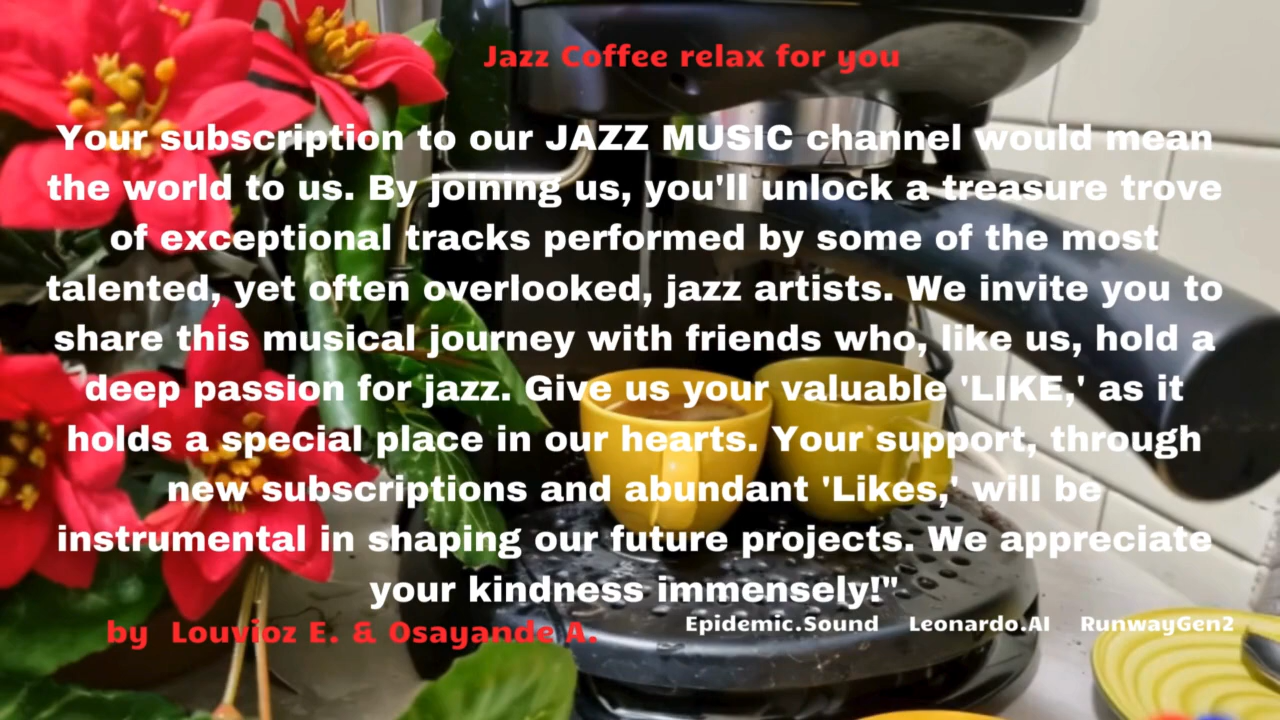 Jazz Coffee relax for you
Your subscription to our JAZZ MUSIC channel would mean
the world to us. By joining us, you'll unlock a treasure trove
of exceptional tracks performed by some of the most
talented, yet often overlooked, jazz artists. We invite you to
share this musical journey with friends who, like us, hold a
deep passion for jazz. Give us your valuable 'LIKE,' as it
holds a special place in our hearts. Your support, through
new subscriptions and abundant 'Likes,' will be
instrumental in shaping our future projects. We appreciate
your kindness immensely!"
by Louvioz E. & Osayande A.
Epidemic.Sound Leonardo.AI RunwayGen2